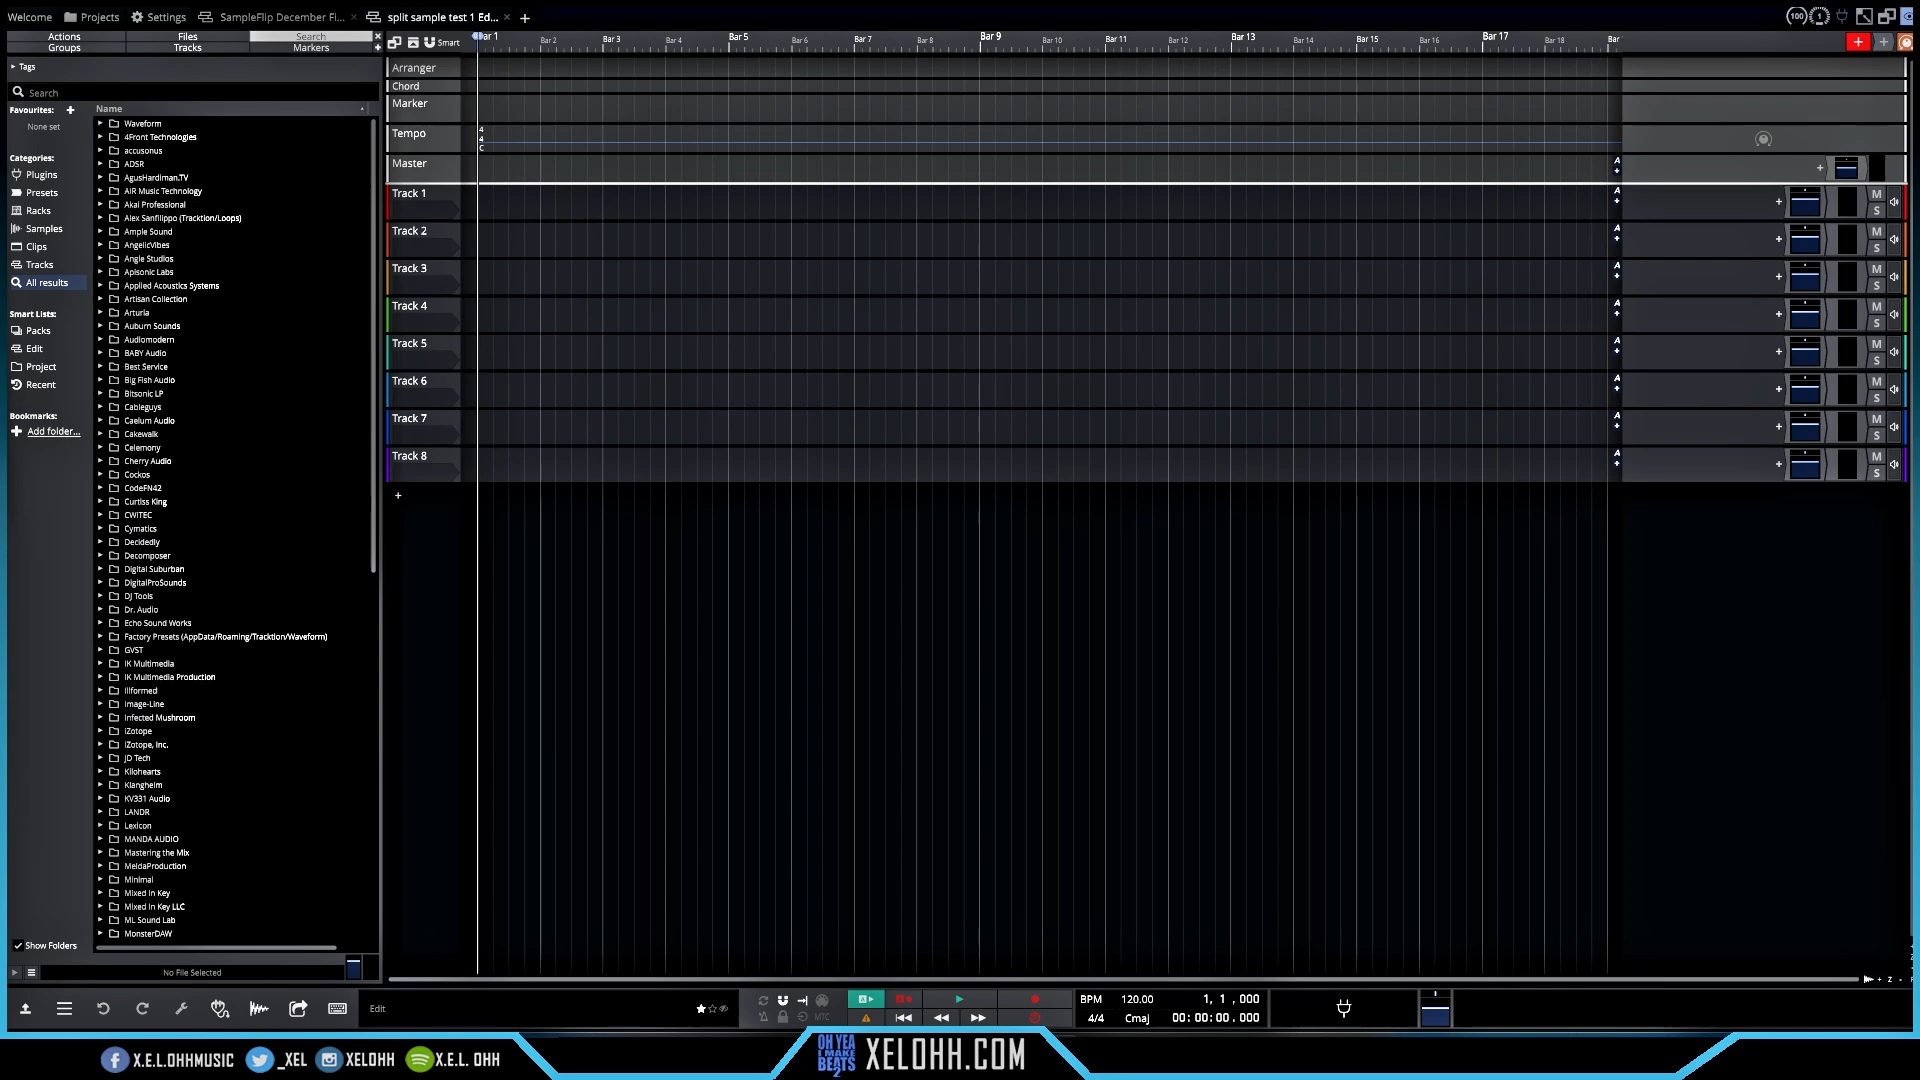 Welcome Projects Settings SampleFlip December Fl... split sample test 1 Ed...
Actions Files Search
Groups Tracks Markers
Smart
Bar 1 Bar 2 Bar 3 Bar 4 Bar 5 Bar 6 Bar 7 Bar 8 Bar 9 Bar 10 Bar 11 Bar 12 Bar 13 Bar 14 Bar 15 Bar 16 Bar 17 Bar 18 Bar
100 1
Tags
Search
Favourites:
None set
Categories:
Plugins
Presets
Racks
Samples
Clips
Tracks
All results
Smart Lists:
Packs
Edit
Project
Recent
Bookmarks:
Add folder...
Name
Waveform
4Front Technologies
accusonus
ADSR
AgusHardiman.TV
AIR Music Technology
Akai Professional
Alex Sanfilippo (Tracktion/Loops)
Ample Sound
AngelicVibes
Angle Studios
Apisonic Labs
Applied Acoustics Systems
Artisan Collection
Arturia
Auburn Sounds
Audiomodern
BABY Audio
Best Service
Big Fish Audio
Bitsonic LP
Cableguys
Caelum Audio
Cakewalk
Celemony
Cherry Audio
Cockos
CodeFN42
Curtiss King
CWITEC
Cymatics
Decidedly
Decomposer
Digital Suburban
DigitalProSounds
DJ Tools
Dr. Audio
Echo Sound Works
Factory Presets (AppData/Roaming/Tracktion/Waveform)
GVST
IK Multimedia
IK Multimedia Production
Illformed
Image-Line
Infected Mushroom
iZotope
iZotope, Inc.
JD Tech
Kilohearts
Klangheim
KV331 Audio
LANDR
Lexicon
MANDA AUDIO
Mastering the Mix
MeldaProduction
Minimal
Mixed In Key
Mixed In Key LLC
ML Sound Lab
MonsterDAW
Show Folders
No File Selected
Arranger
Chord
Marker
Tempo
4
4
C
Master A
Track 1 A M S
Track 2 A M S
Track 3 A M S
Track 4 A M S
Track 5 A M S
Track 6 A M S
Track 7 A M S
Track 8 A M S
Z
Edit
MTC
A
BPM 120.00 1, 1 , 000
4/4 Cmaj 00: 00: 00 .000
X.E.L.OHHMUSIC _XEL XELOHH X.E.L. OHH
OH YEA
I MAKE
BEATS
2
XELOHH.COM